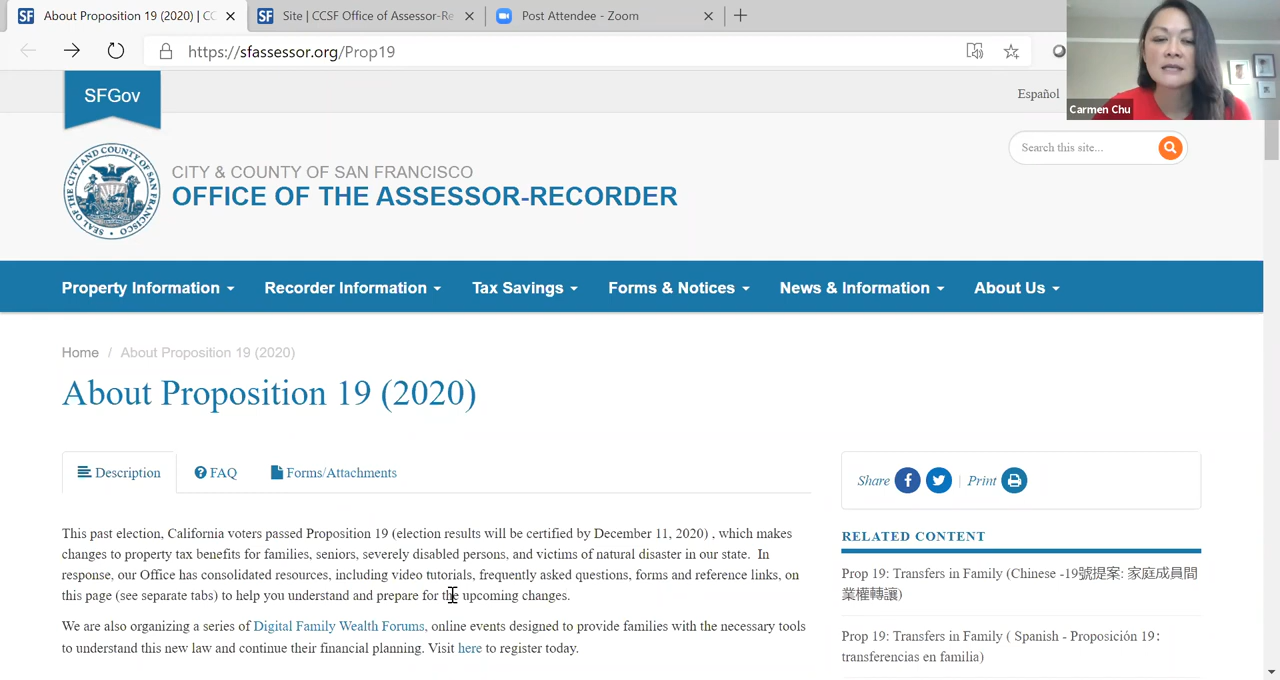 About Proposition 19 (2020) | CC
Site | CCSF Office of Assessor-Re
Post Attendee - Zoom
https://sfassessor.org/Prop19
Carmen Chu
SFGov
Español
Search this site...
SEAL OF THE CITY AND COUNTY OF SAN FRANCISCO
CITY & COUNTY OF SAN FRANCISCO
OFFICE OF THE ASSESSOR-RECORDER
Property Information
Recorder Information
Tax Savings
Forms & Notices
News & Information
About Us
Home / About Proposition 19 (2020)
About Proposition 19 (2020)
Description
FAQ
Forms/Attachments
This past election, California voters passed Proposition 19 (election results will be certified by December 11, 2020) , which makes
changes to property tax benefits for families, seniors, severely disabled persons, and victims of natural disaster in our state. In
response, our Office has consolidated resources, including video tutorials, frequently asked questions, forms and reference links, on
this page (see separate tabs) to help you understand and prepare for the upcoming changes.
We are also organizing a series of Digital Family Wealth Forums, online events designed to provide families with the necessary tools
to understand this new law and continue their financial planning. Visit here to register today.
Share | Print
RELATED CONTENT
Prop 19: Transfers in Family (Chinese -19號提案: 家庭成員間
業權轉讓)
Prop 19: Transfers in Family ( Spanish - Proposición 19:
transferencias en familia)